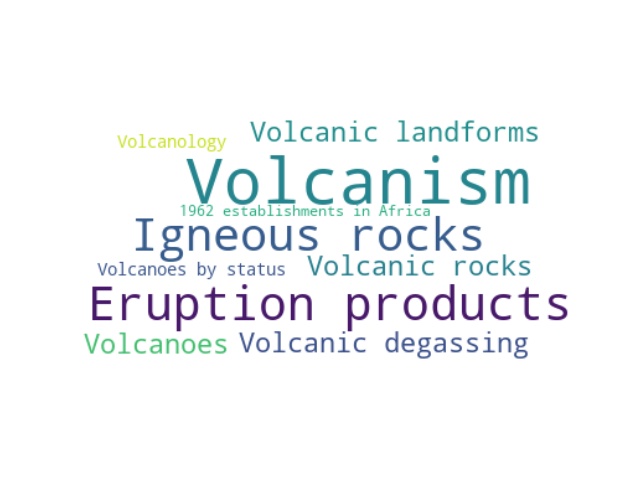 Volcanology
Volcanic landforms
Volcanism
1962 establishments in Africa
Igneous rocks
Volcanoes by status
Volcanic rocks
Eruption products
Volcanoes
Volcanic degassing